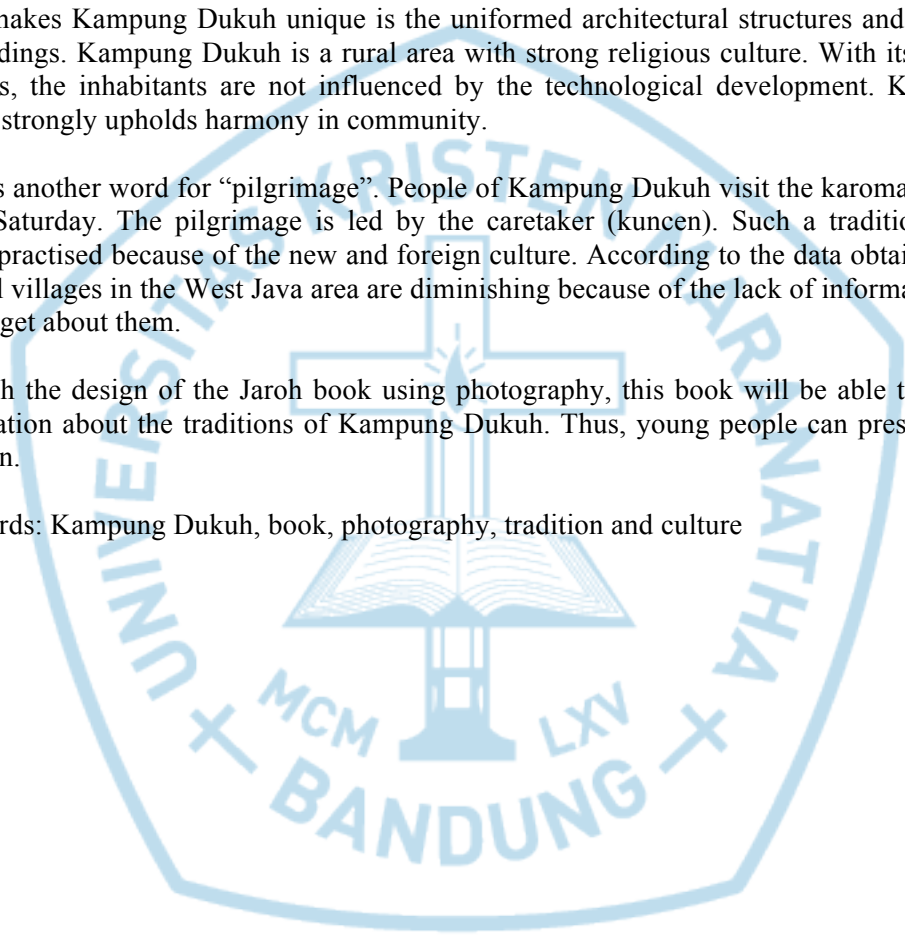 makes Kampung Dukuh unique is the uniformed architectural structures and
dings. Kampung Dukuh is a rural area with strong religious culture. With its
s, the inhabitants are not influenced by the technological development. K
strongly upholds harmony in community.
s another word for “pilgrimage”. People of Kampung Dukuh visit the karoma
Saturday. The pilgrimage is led by the caretaker (kuncen). Such a traditio
practised because of the new and foreign culture. According to the data obtai
l villages in the West Java area are diminishing because of the lack of informa
get about them.
h the design of the Jaroh book using photography, this book will be able t
ation about the traditions of Kampung Dukuh. Thus, young people can pres
n.
rds: Kampung Dukuh, book, photography, tradition and culture
UNIVERSITAS KRISTEN MARANATHA
MCM LXV
BANDUNG